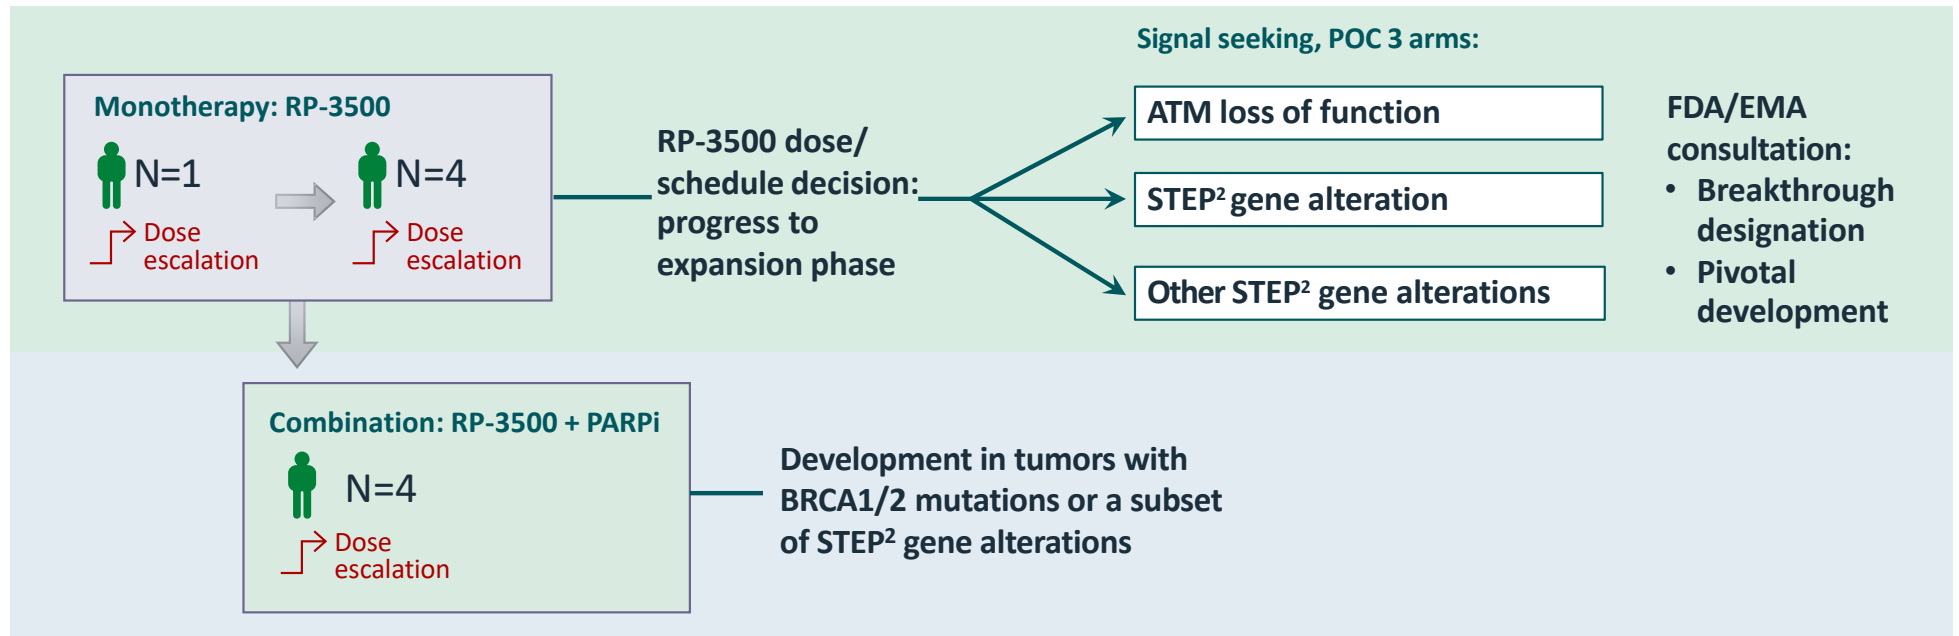 Signal seeking, POC 3 arms:
Monotherapy: RP-3500
N=1
Dose
escalation
N=4
Dose
escalation
RP-3500 dose/
schedule decision:
progress to
expansion phase
ATM loss of function
STEP² gene alteration
Other STEP² gene alterations
FDA/EMA
consultation:
• Breakthrough
designation
• Pivotal
development
Combination: RP-3500 + PARPi
N=4
Dose
escalation
Development in tumors with
BRCA1/2 mutations or a subset
of STEP² gene alterations